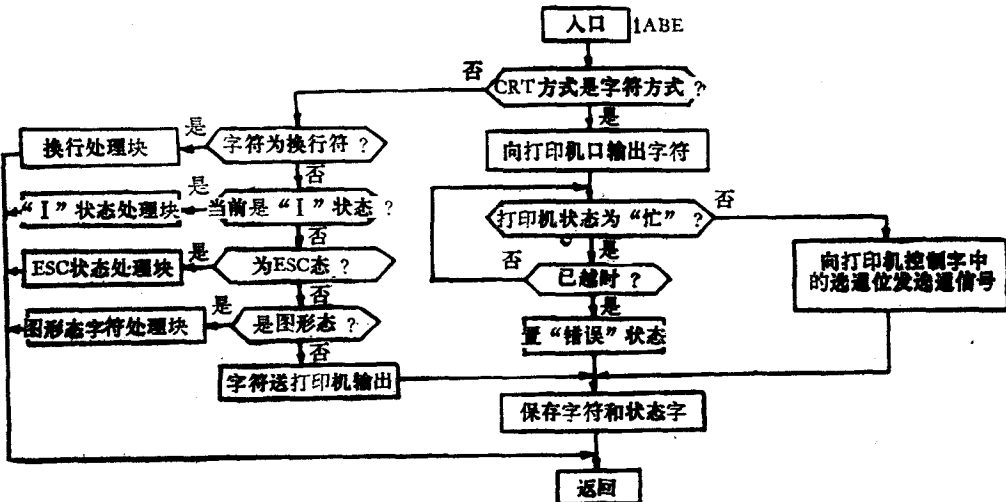 入口 1ABE
否
CRT方式是字符方式？
是
是
换行处理块
字符为换行符？
向打印机口输出字符
否
是
否
“I”状态处理块
当前是“I”状态？
打印机状态为“忙”？
否
是
是
ESC状态处理块
为ESC态？
否
已越时？
向打印机控制字中
的选通位发选通信号
否
是
是
图形态字符处理块
是图形态？
置“错误”状态
否
字符送打印机输出
保存字符和状态字
返回